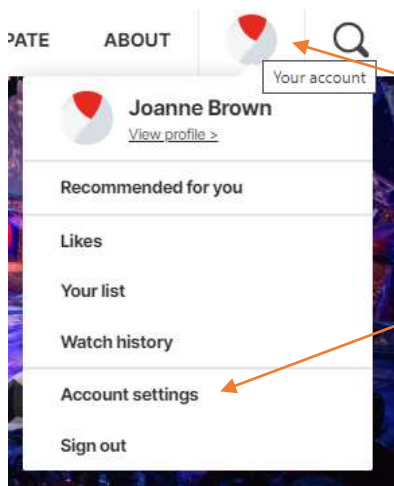 PATE ABOUT
Your account
Joanne Brown
View profile >
Recommended for you
Likes
Your list
Watch history
Account settings
Sign out